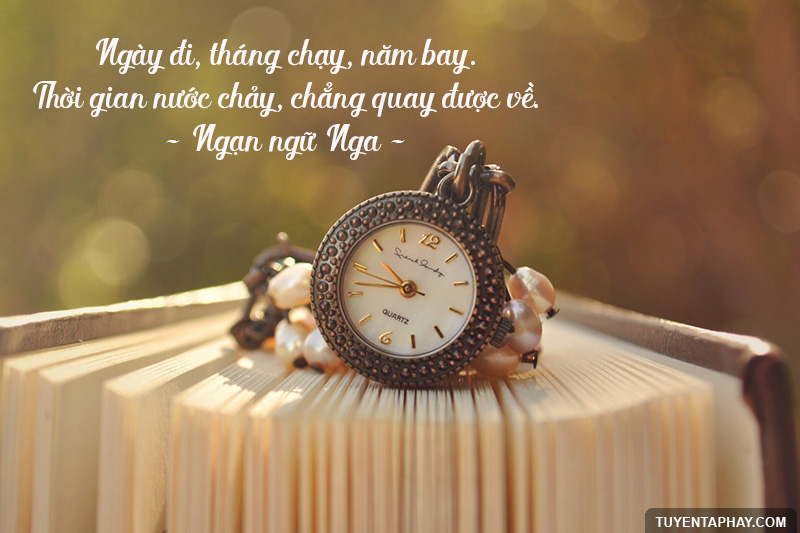 Ngày đi, tháng chạy, năm bay.
Thời gian nước chảy, chẳng quay được về.
~ Ngạn ngữ Nga ~
12
QUARTZ
6
TUYENTAPHAY.COM